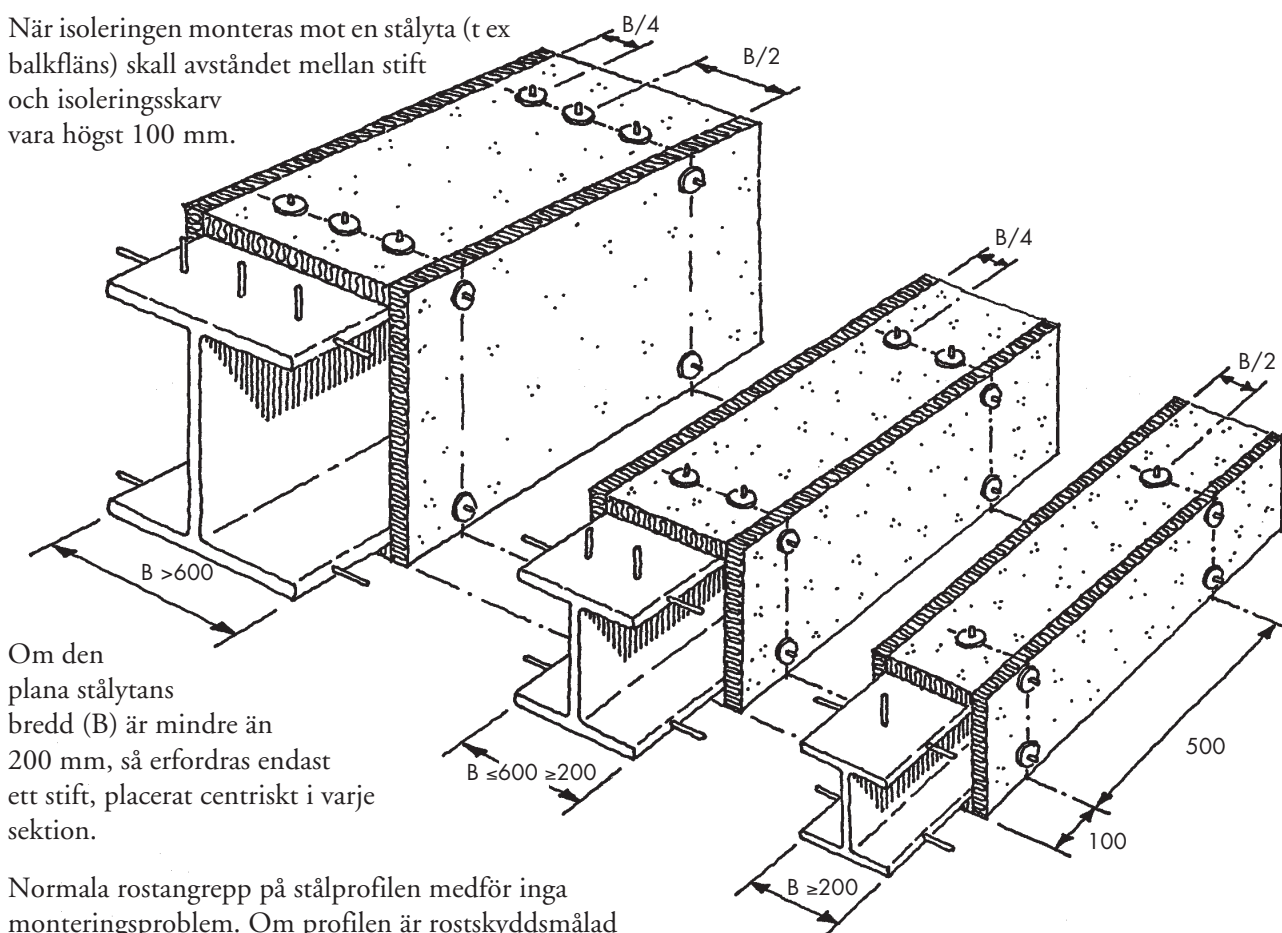 När isoleringen monteras mot en stålyta (t ex
balkfläns) skall avståndet mellan stift
och isoleringsskarv
vara högst 100 mm.
B/4
B/2
B/4
B/2
B >600
B ≤600 ≥200
B ≥200
500
100
Om den
plana stålytans
bredd (B) är mindre än
200 mm, så erfordras endast
ett stift, placerat centriskt i varje
sektion.
Normala rostangrepp på stålprofilen medför inga
monteringsproblem. Om profilen är rostskyddsmålad